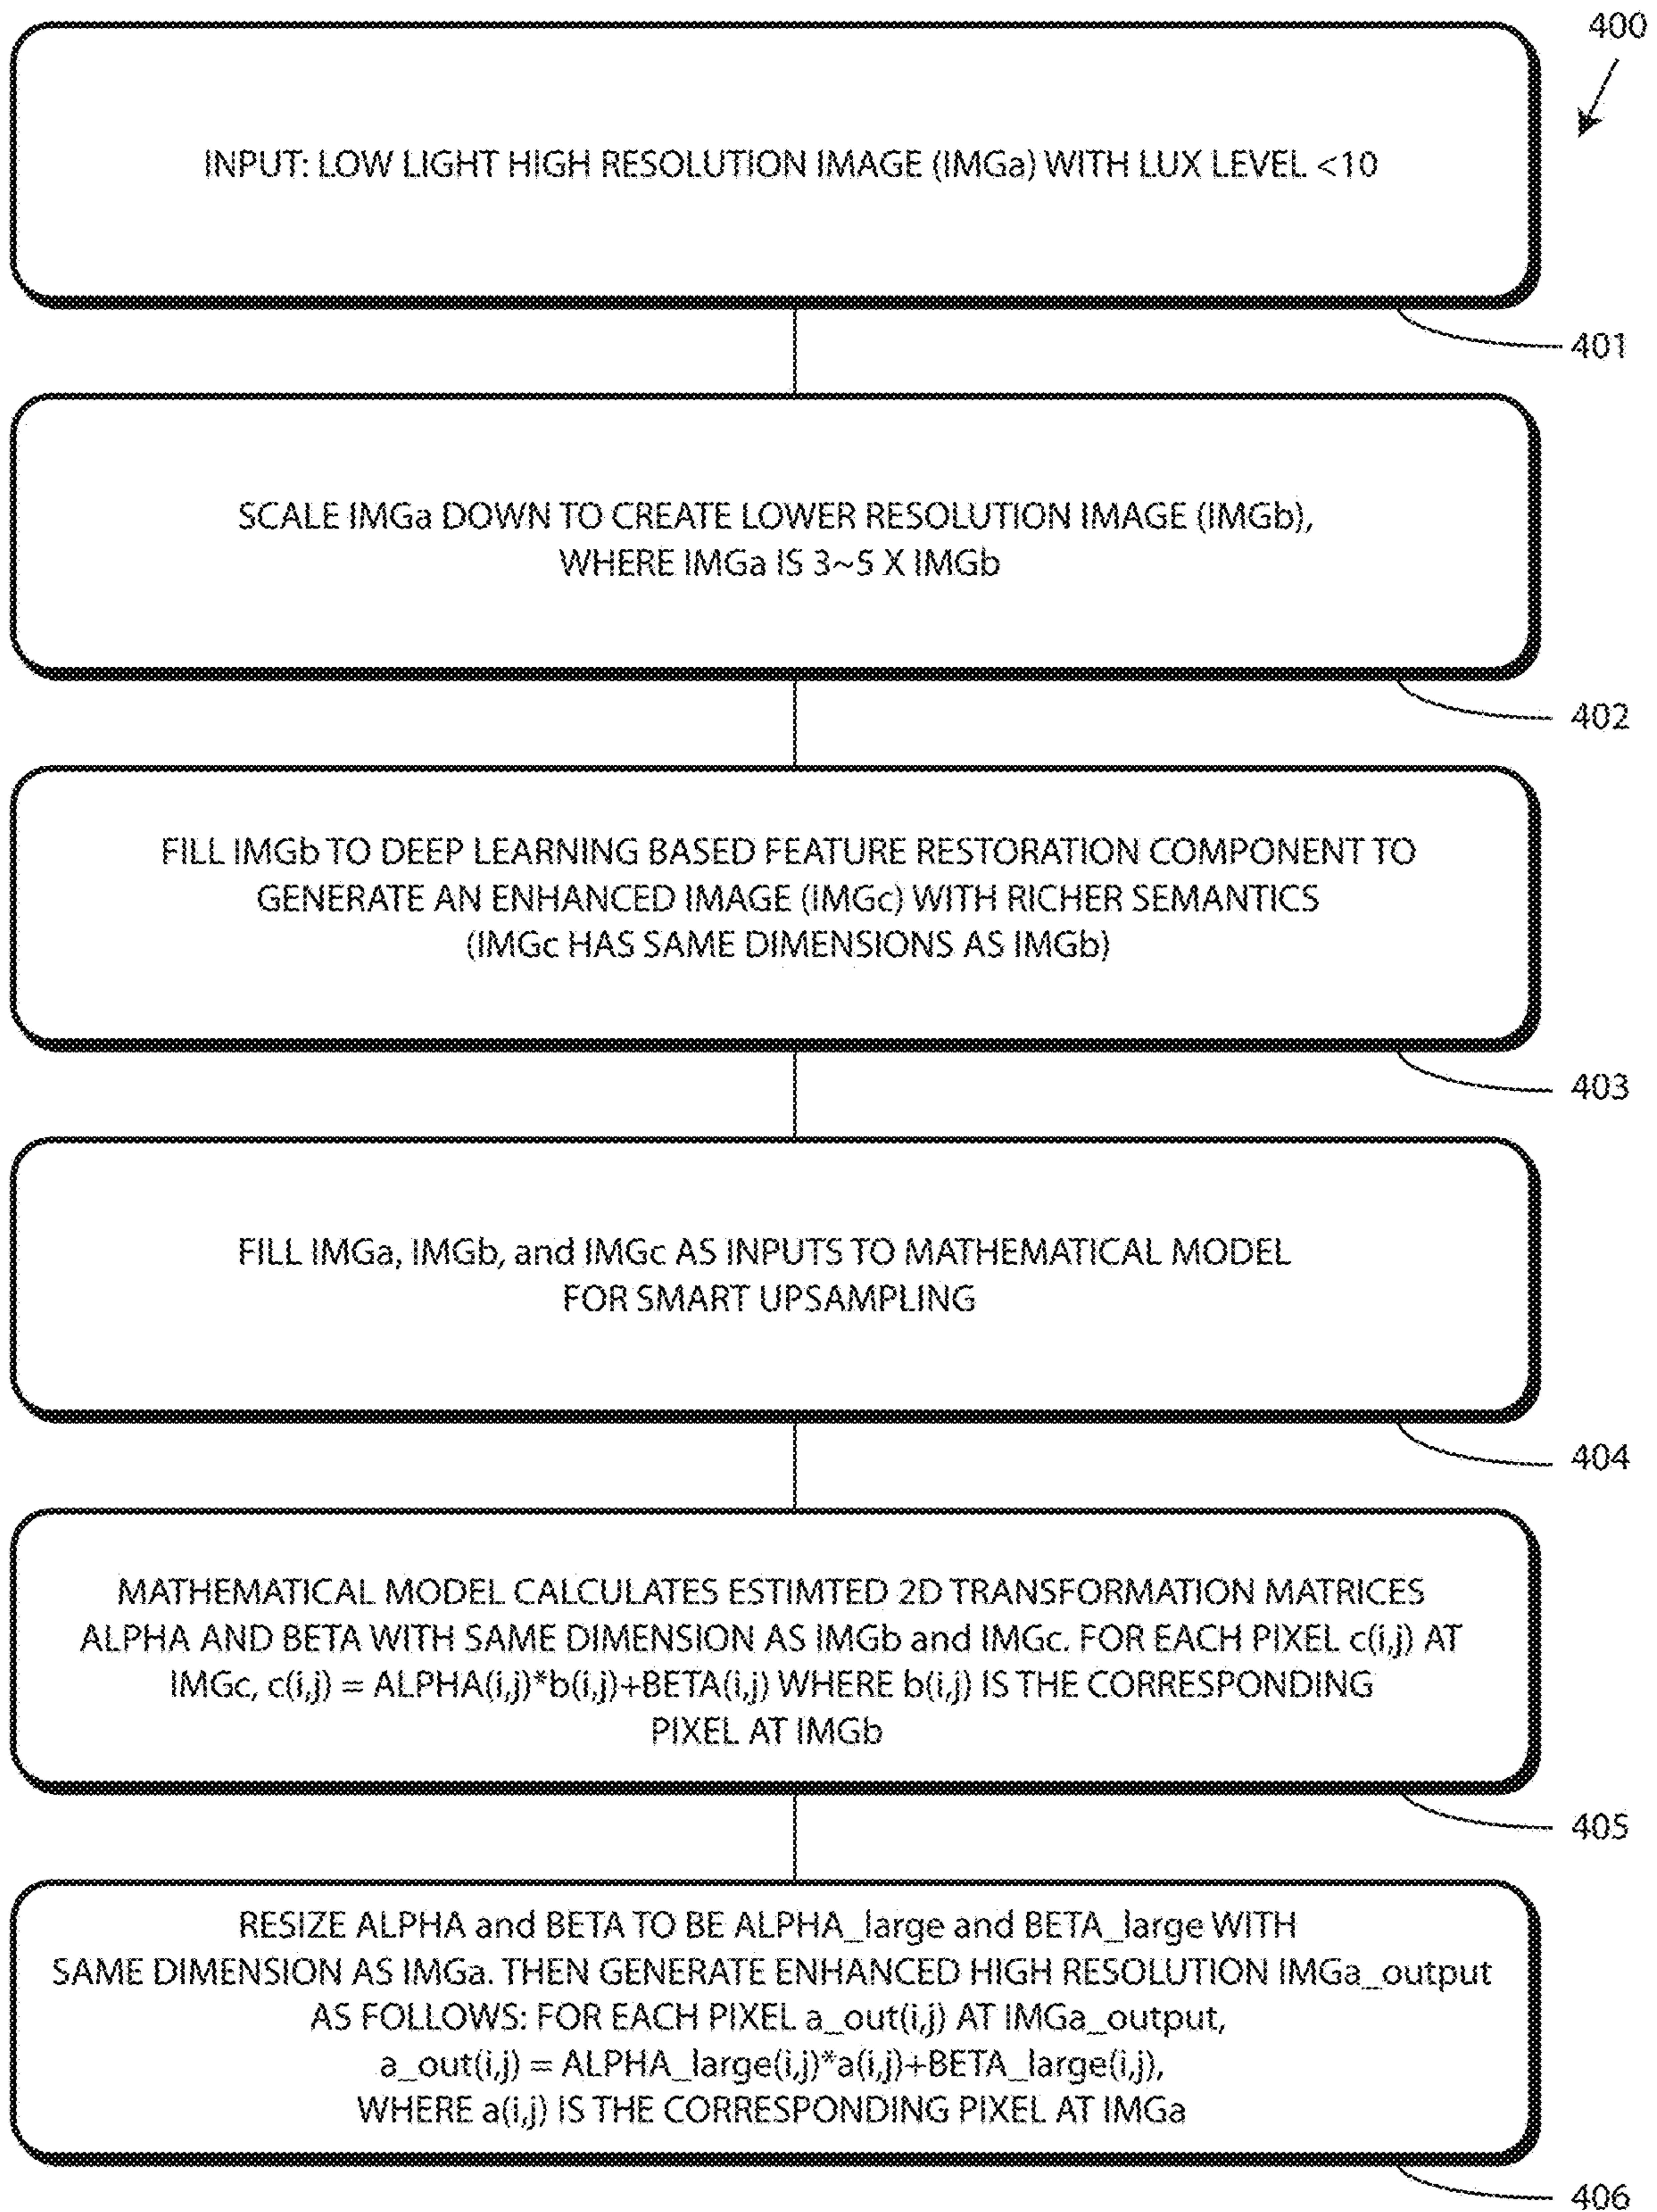 400
INPUT: LOW LIGHT HIGH RESOLUTION IMAGE (IMGa) WITH LUX LEVEL <10
401
SCALE IMGa DOWN TO CREATE LOWER RESOLUTION IMAGE (IMGb),
WHERE IMGa IS 3~5 X IMGb
402
FILL IMGb TO DEEP LEARNING BASED FEATURE RESTORATION COMPONENT TO
GENERATE AN ENHANCED IMAGE (IMGc) WITH RICHER SEMANTICS
(IMGc HAS SAME DIMENSIONS AS IMGb)
403
FILL IMGa, IMGb, and IMGc AS INPUTS TO MATHEMATICAL MODEL
FOR SMART UPSAMPLING
404
MATHEMATICAL MODEL CALCULATES ESTIMTED 2D TRANSFORMATION MATRICES
ALPHA AND BETA WITH SAME DIMENSION AS IMGb and IMGc. FOR EACH PIXEL c(i,j) AT
IMGc, c(i,j) = ALPHA(i,j)*b(i,j)+BETA(i,j) WHERE b(i,j) IS THE CORRESPONDING
PIXEL AT IMGb
405
RESIZE ALPHA and BETA TO BE ALPHA_large and BETA_large WITH
SAME DIMENSION AS IMGa. THEN GENERATE ENHANCED HIGH RESOLUTION IMGa_output
AS FOLLOWS: FOR EACH PIXEL a_out(i,j) AT IMGa_output,
a_out(i,j) = ALPHA_large(i,j)*a(i,j)+BETA_large(i,j),
WHERE a(i,j) IS THE CORRESPONDING PIXEL AT IMGa
406